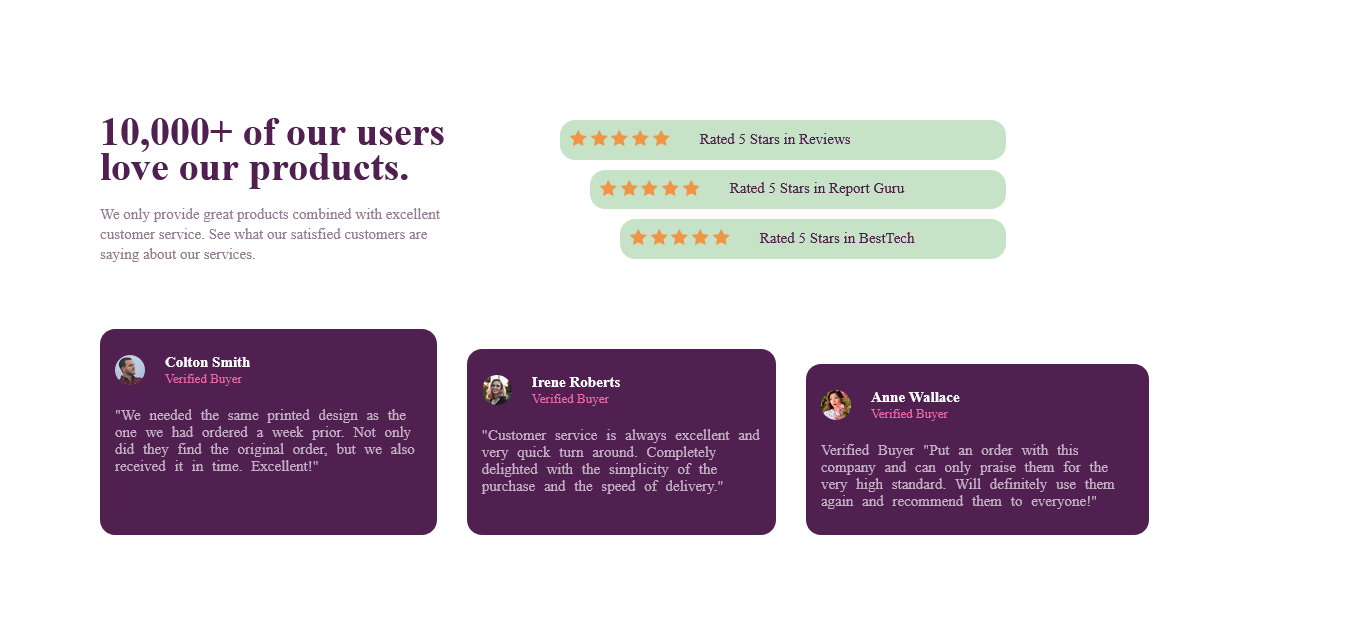 10,000+ of our users
love our products.
We only provide great products combined with excellent
customer service. See what our satisfied customers are
saying about our services.
Rated 5 Stars in Reviews
Rated 5 Stars in Report Guru
Rated 5 Stars in BestTech
Colton Smith
Verified Buyer
"We needed the same printed design as the
one we had ordered a week prior. Not only
did they find the original order, but we also
received it in time. Excellent!"
Irene Roberts
Verified Buyer
"Customer service is always excellent and
very quick turn around. Completely
delighted with the simplicity of the
purchase and the speed of delivery."
Anne Wallace
Verified Buyer
Verified Buyer "Put an order with this
company and can only praise them for the
very high standard. Will definitely use them
again and recommend them to everyone!"